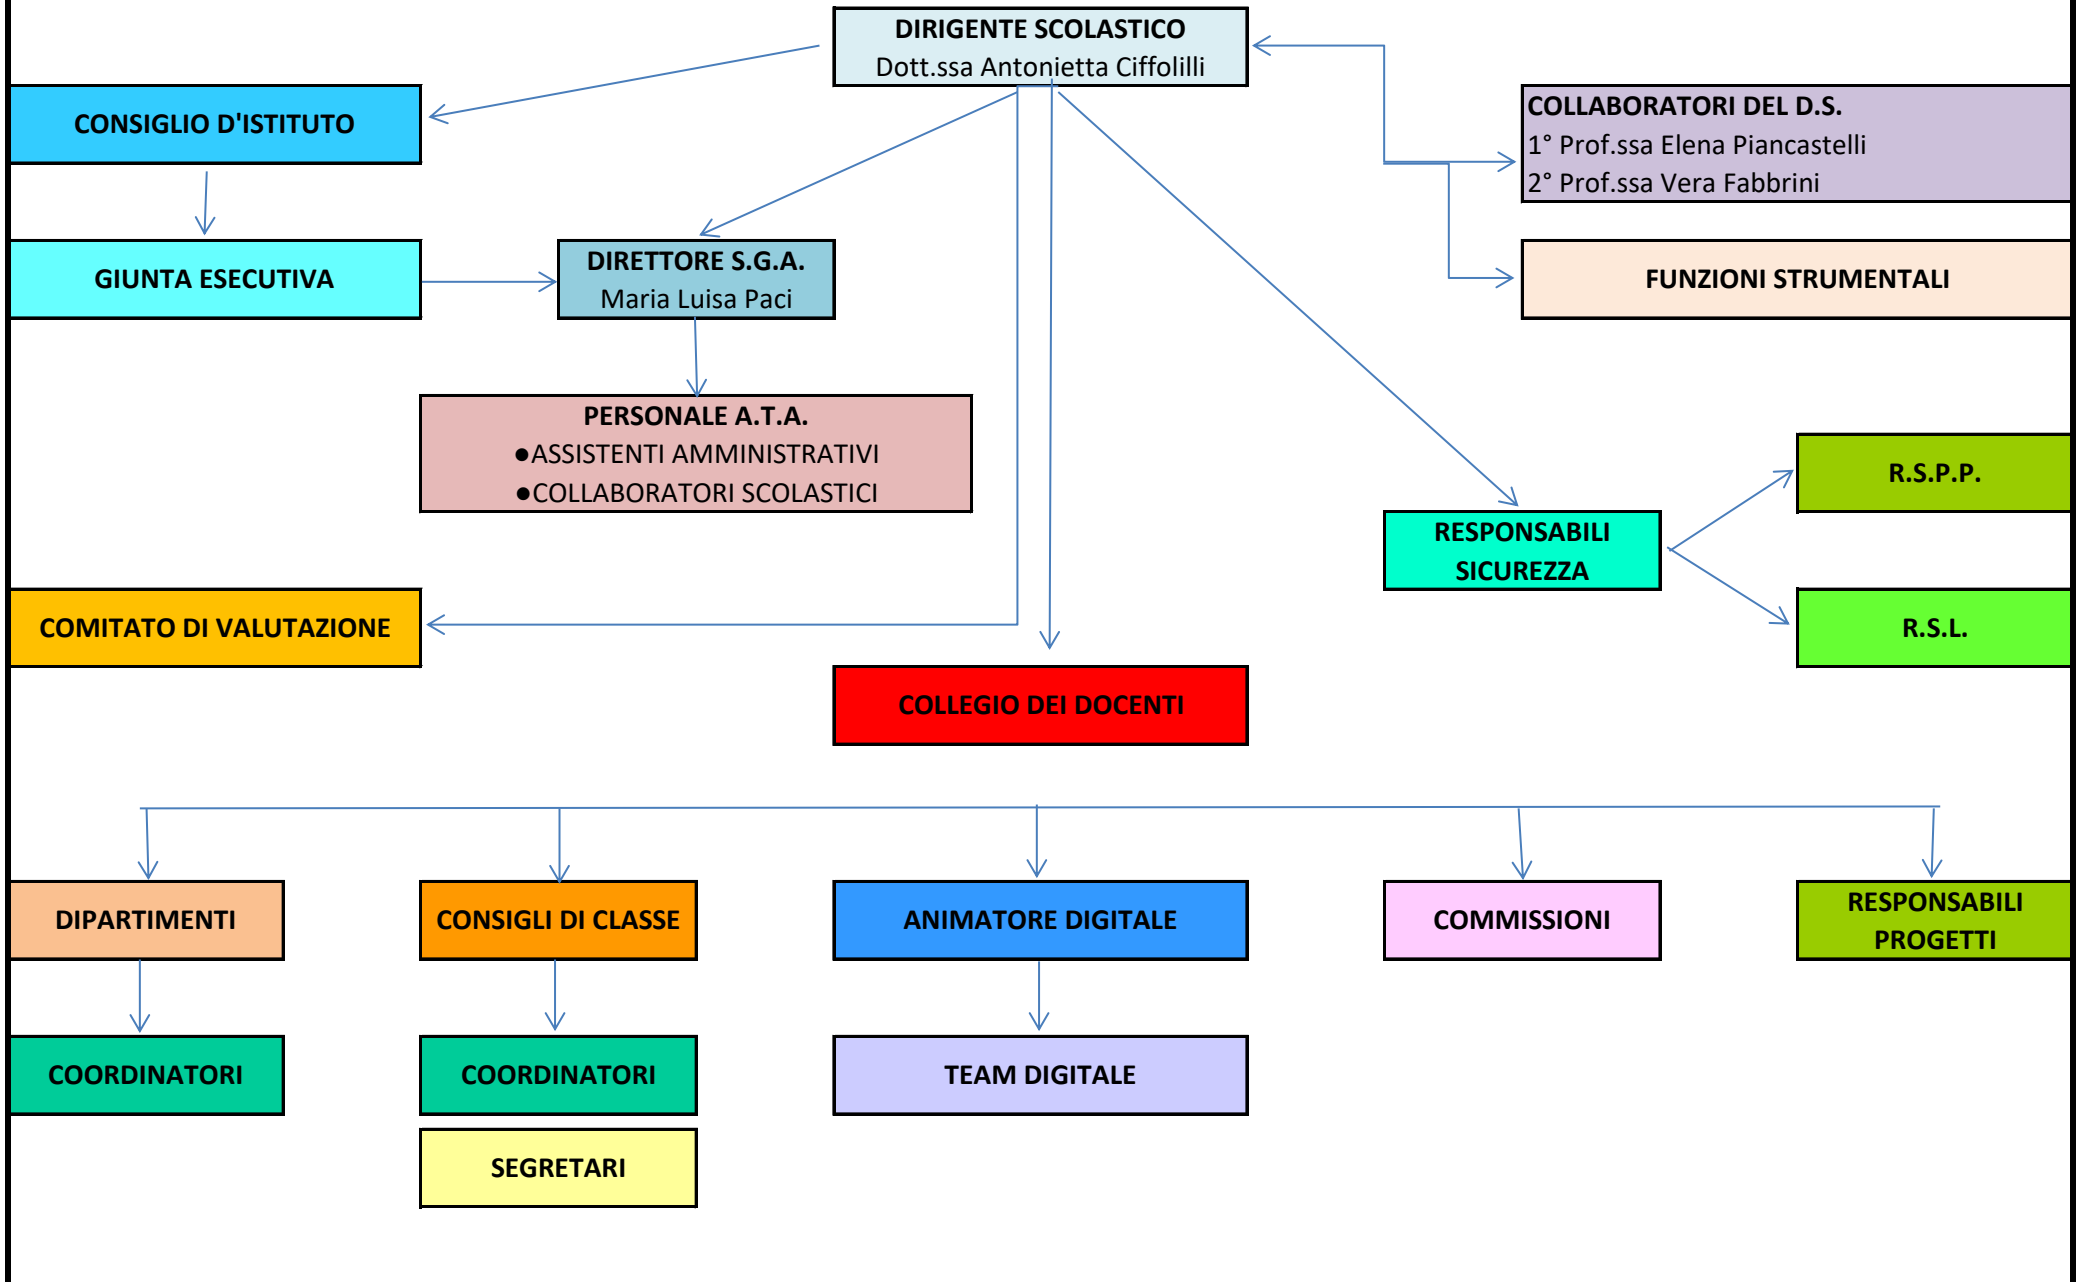 DIRIGENTE SCOLASTICO
Dott.ssa Antonietta Ciffolilli
CONSIGLIO D'ISTITUTO
COLLABORATORI DEL D.S.
1° Prof.ssa Elena Piancastelli
2° Prof.ssa Vera Fabbrini
GIUNTA ESECUTIVA
DIRETTORE S.G.A.
Maria Luisa Paci
FUNZIONI STRUMENTALI
PERSONALE A.T.A.
●ASSISTENTI AMMINISTRATIVI
●COLLABORATORI SCOLASTICI
R.S.P.P.
RESPONSABILI
SICUREZZA
COMITATO DI VALUTAZIONE
R.S.L.
COLLEGIO DEI DOCENTI
DIPARTIMENTI
CONSIGLI DI CLASSE
ANIMATORE DIGITALE
COMMISSIONI
RESPONSABILI
PROGETTI
COORDINATORI
COORDINATORI
TEAM DIGITALE
SEGRETARI